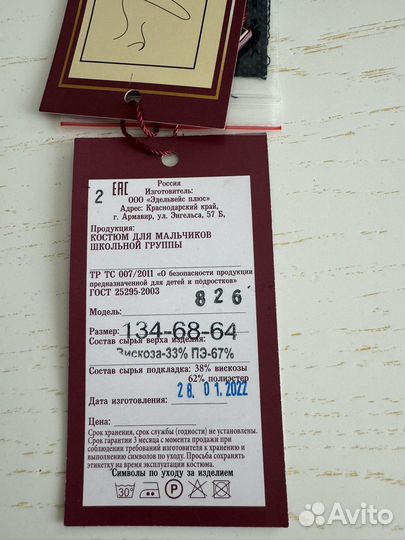 2
ЕАС
Россия
Изготовитель:
ООО «Эдельвейс плюс»
Адрес: Краснодарский край,
г. Армавир, ул. Энгельса, 57 Б,
Продукция:
КОСТЮМ ДЛЯ МАЛЬЧИКОВ
ШКОЛЬНОЙ ГРУППЫ
ТР ТС 007/2011 «О безопасности продукции
предназначенной для детей и подростков»
ГОСТ 25295-2003
Модель: 826
Размер: 134-68-64
Состав сырья верха изделия:
Вискоза-33% ПЭ-67%
Состав сырья подкладка: 38% вискозы
62% полиэстер
Дата изготовления: 28.01.2022
Цена:
Срок хранения, срок службы (годности) не установлены.
Срок гарантии 3 месяца с момента продажи при
соблюдении требований изготовителя к хранению и
выполнению символов по уходу. Просьба сохранять
этикетку на время эксплуатации костюма.
Символы по уходу за изделием
30° P
Avito